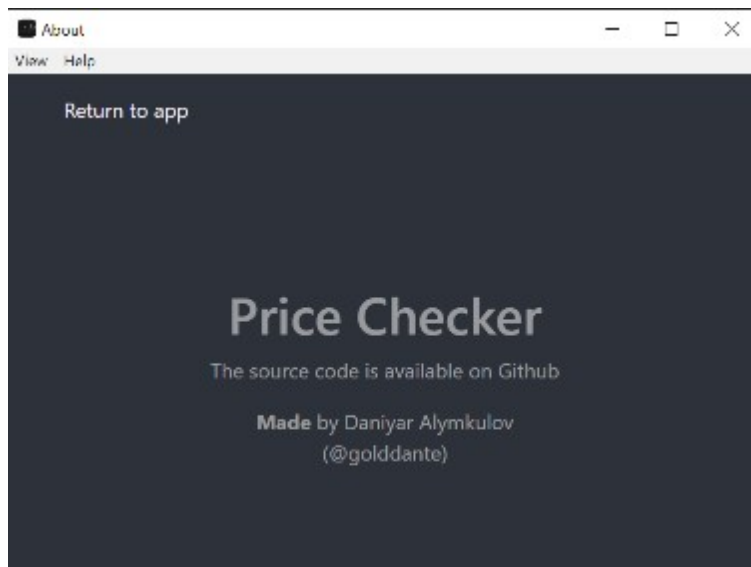 About
View Help
Return to app
Price Checker
The source code is available on Github
Made by Daniyar Alymkulov
(@golddante)